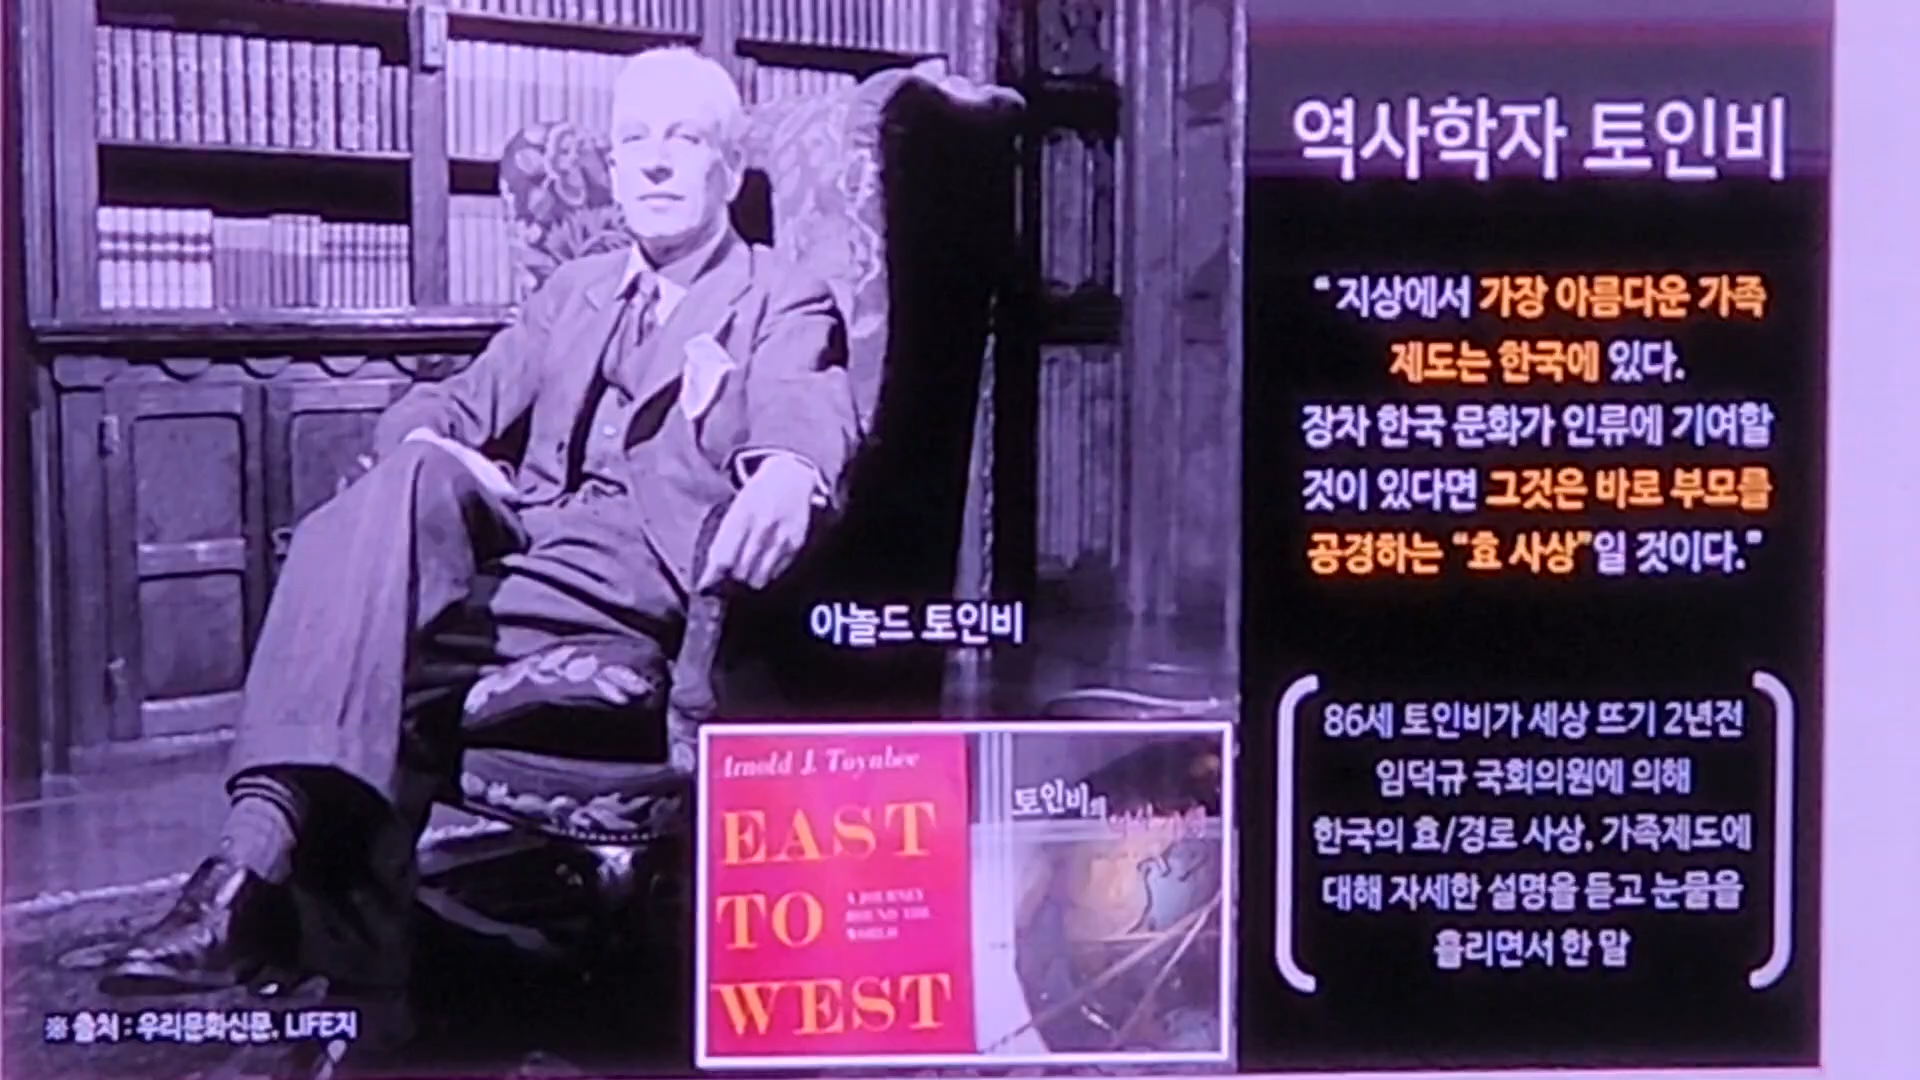 역사학자 토인비
“ 지상에서 가장 아름다운 가족
제도는 한국에 있다.
장차 한국 문화가 인류에 기여할
것이 있다면 그것은 바로 부모를
공경하는 “효 사상”일 것이다.”
아놀드 토인비
86세 토인비가 세상 뜨기 2년전
임덕규 국회의원에 의해
한국의 효/경로 사상, 가족제도에
대해 자세한 설명을 듣고 눈물을
흘리면서 한 말
Arnold J. Toynbee
EAST
TO
A JOURNEY
ROUND THE
WORLD
WEST
토인비의
※ 출처 : 우리문화신문, LIFE지